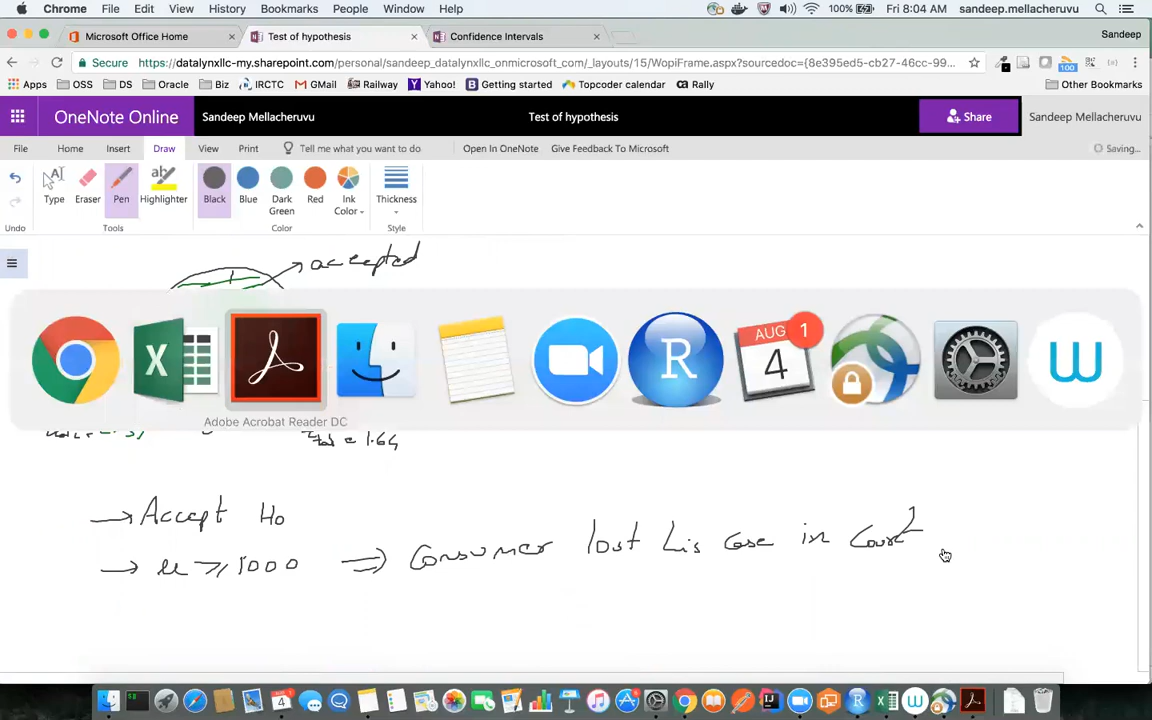 Chrome File Edit View History Bookmarks People Window Help 100% Fri 8:04 AM sandeep.mellacheruvu
Microsoft Office Home Test of hypothesis Confidence Intervals Sandeep
Secure https://datalynxllc-my.sharepoint.com/personal/sandeep_datalynxllc_onmicrosoft_com/_layouts/15/WopiFrame.aspx?sourcedoc={8e395ed5-cb27-46cc-99...
100
Apps OSS DS Oracle Biz IRCTC GMail Railway Yahoo! Getting started Topcoder calendar Rally Other Bookmarks
OneNote Online Sandeep Mellacheruvu Test of hypothesis Share Sandeep Mellacheruvu
File Home Insert Draw View Print Tell me what you want to do Open In OneNote Give Feedback To Microsoft Saving...
Type Eraser Pen Highlighter Black Blue Dark Green Red Ink Color Thickness
Undo Tools Color Style
accepted
AUG 1
4
Adobe Acrobat Reader DC
= 1.64
→ Accept H0
→ μ ≥ 1000 ⇒ Consumer lost his case in Court